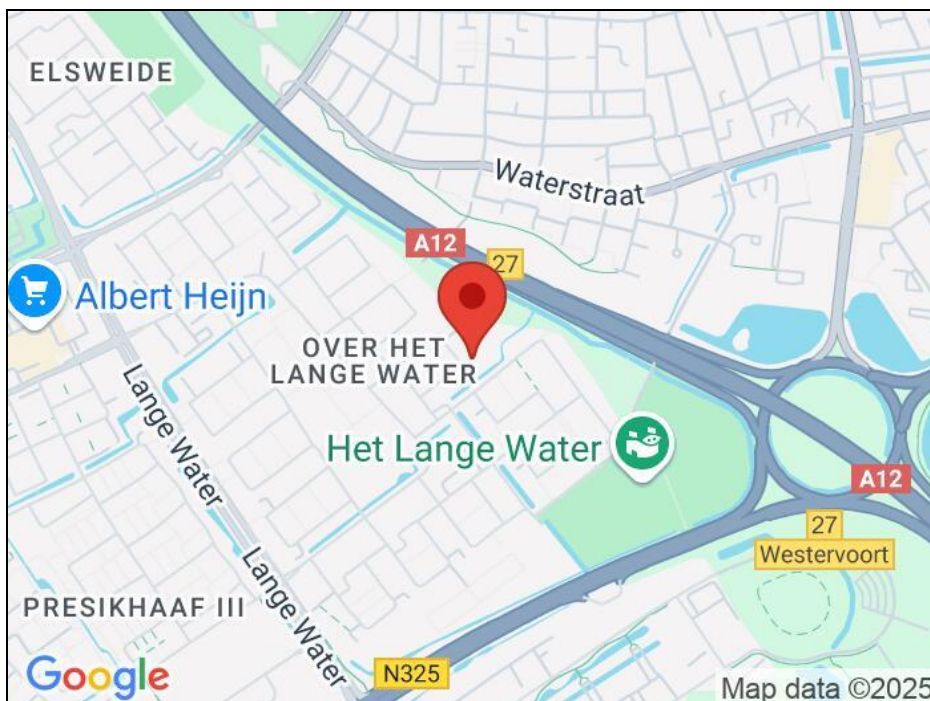 ELSWEIDE
Waterstraat
A12
27
Albert Heijn
OVER HET
LANGE WATER
Lange Water
Het Lange Water
A12
27
Westervoort
Lange Water
PRESIKHAAF III
N325
Google
Map data ©2025